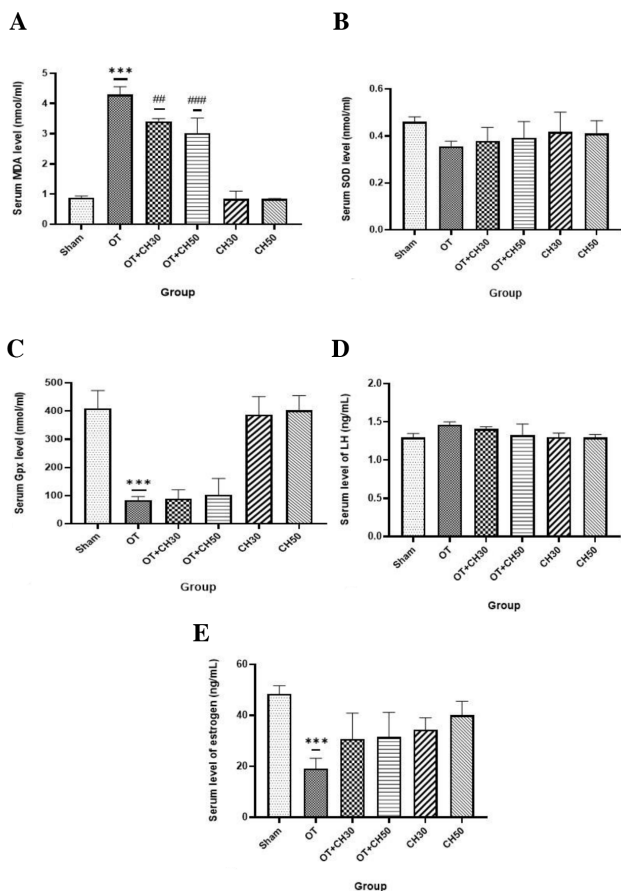 A
Serum MDA level (nmol/ml)
5
4
3
2
1
0
***
##
###
Sham
OT
OT+CH30
OT+CH50
CH30
CH50
Group
B
Serum SOD level (nmol/ml)
0.6
0.4
0.2
0.0
Sham
OT
OT+CH30
OT+CH50
CH30
CH50
Group
C
Serum Gpx level (nmol/ml)
500
400
300
200
100
0
***
Sham
OT
OT+CH30
OT+CH50
CH30
CH50
Group
D
Serum level of LH (ng/mL)
2.0
1.5
1.0
0.5
0.0
Sham
OT
OT+CH30
OT+CH50
CH30
CH50
Group
E
Serum level of estrogen (ng/mL)
60
40
20
0
***
Sham
OT
OT+CH30
OT+CH50
CH30
CH50
Group